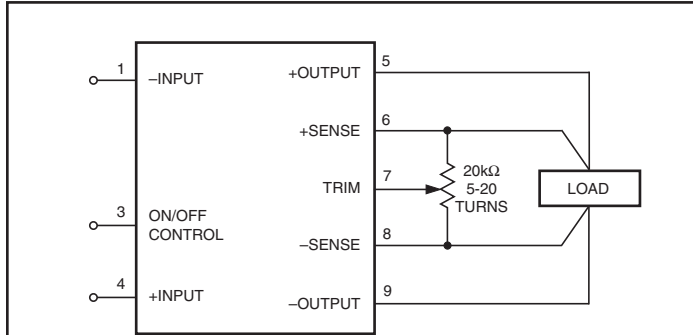 1
–INPUT
3
ON/OFF
CONTROL
4
+INPUT
+OUTPUT
5
+SENSE
6
TRIM
7
–SENSE
8
–OUTPUT
9
20kΩ
5-20
TURNS
LOAD